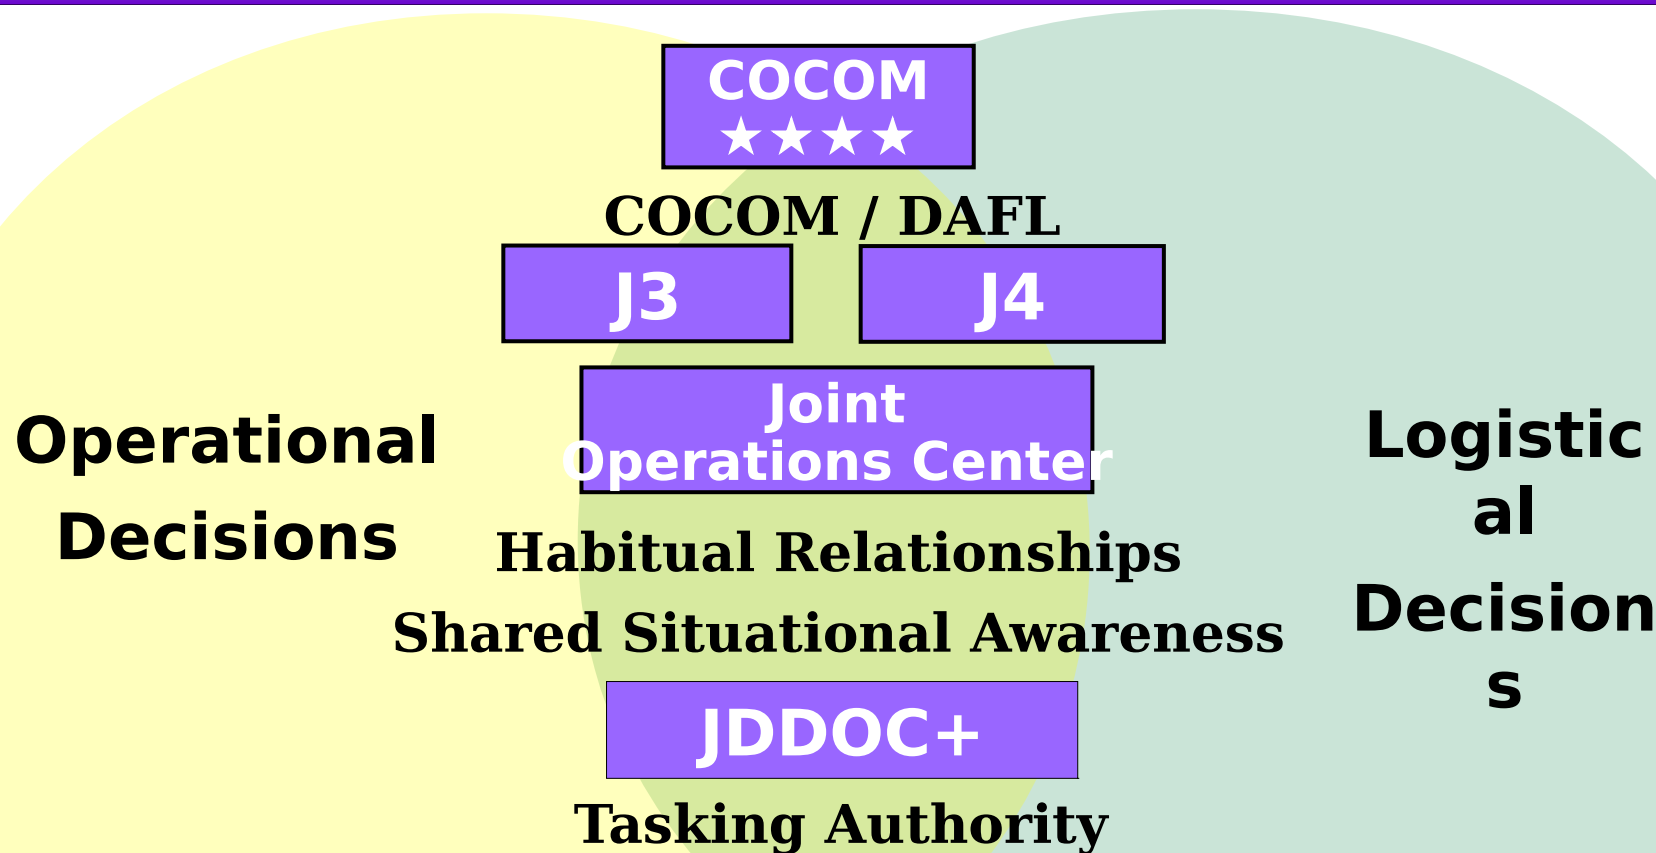 COCOM
★★★★
COCOM / DAFL
J3
J4
Joint
Operations Center
Operational
Decisions
Logistic
al
Decision
s
Habitual Relationships
Shared Situational Awareness
JDDOC+
Tasking Authority